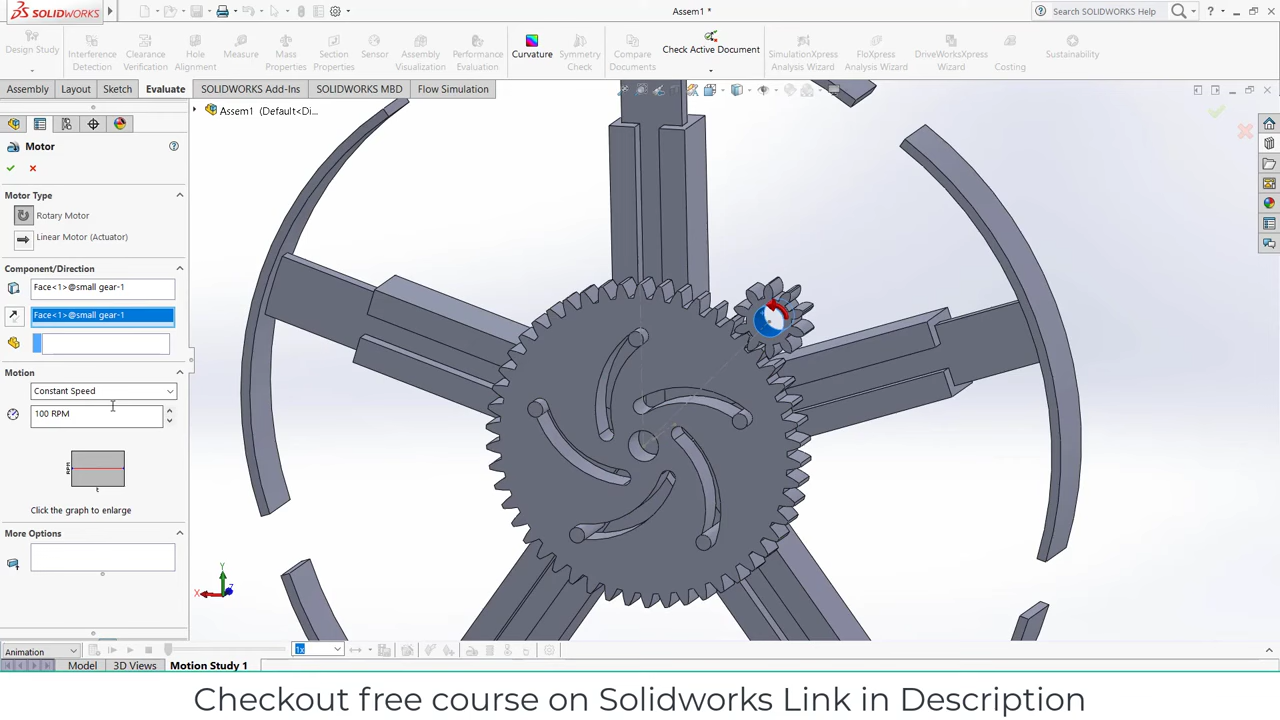 SOLIDWORKS
Assem1 *
Search SOLIDWORKS
Design Study
Interference Detection
Clearance Verification
Hole Alignment
Measure
Mass Properties
Section Properties
Sensor
Assembly Visualization
Performance Evaluation
Curvature
Symmetry Check
Compare Documents
Check Active Document
SimulationXpress Analysis Wizard
FloXpress Analysis Wizard
DriveWorksXpress Wizard
Costing
Sustainability
Assembly
Layout
Sketch
Evaluate
SOLIDWORKS Add-Ins
SOLIDWORKS MBD
Flow Simulation
Assem1 (Default<Di...
Motor
Motor Type
Rotary Motor
Linear Motor (Actuator)
Component/Direction
Face<1>@small gear-1
Face<1>@small gear-1
Motion
Constant Speed
100 RPM
RPM
t
Click the graph to enlarge
More Options
Y
X
Z
Animation
1x
Model
3D Views
Motion Study 1
Checkout free course on Solidworks Link in Description